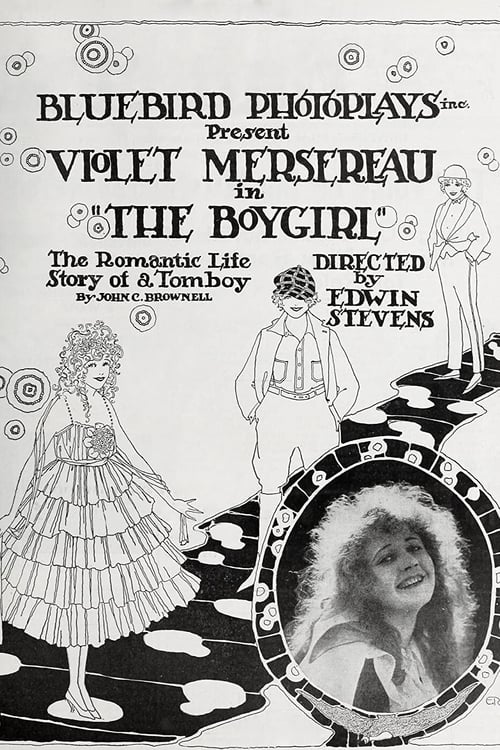 BLUEBIRD PHOTOPLAYS inc.
Present
VIOLET MERSEREAU
in
"THE BOYGIRL"
The Romantic Life
Story of a Tomboy
By JOHN C. BROWNELL
DIRECTED
by
EDWIN
STEVENS